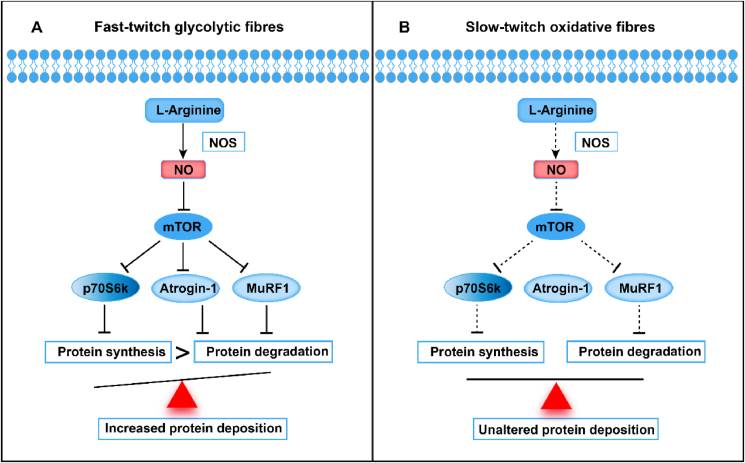 A Fast-twitch glycolytic fibres
L-Arginine
NOS
NO
mTOR
p70S6k Atrogin-1 MuRF1
Protein synthesis > Protein degradation
Increased protein deposition
B Slow-twitch oxidative fibres
L-Arginine
NOS
NO
mTOR
p70S6k Atrogin-1 MuRF1
Protein synthesis Protein degradation
Unaltered protein deposition